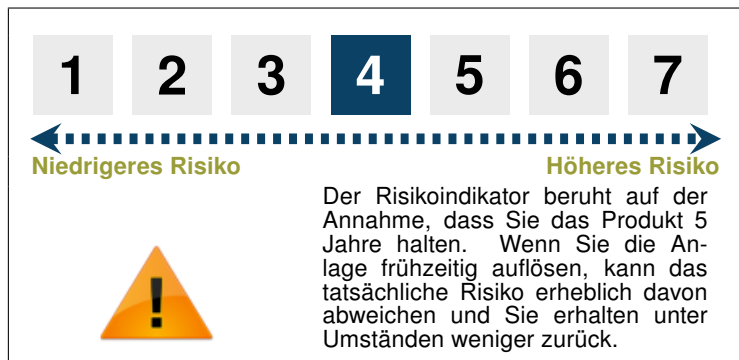 1 2 3 4 5 6 7
Niedrigeres Risiko Höheres Risiko
Der Risikoindikator beruht auf der
Annahme, dass Sie das Produkt 5
Jahre halten. Wenn Sie die An-
lage frühzeitig auflösen, kann das
tatsächliche Risiko erheblich davon
abweichen und Sie erhalten unter
Umständen weniger zurück.
!